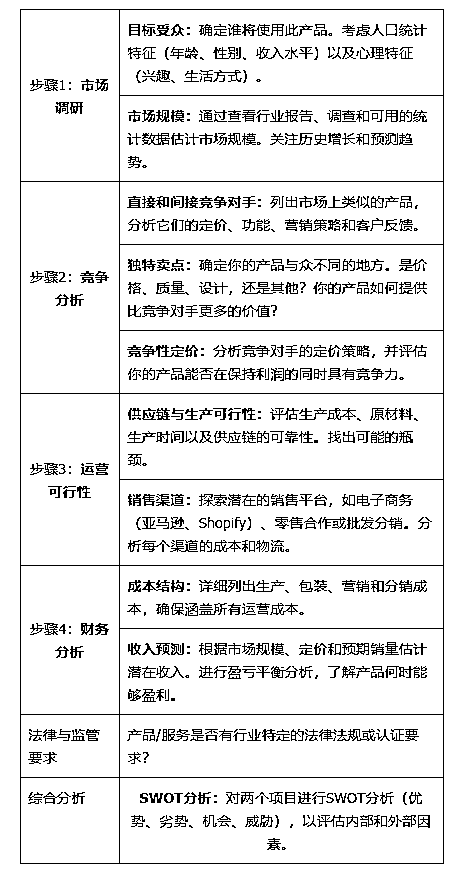 步骤1：市场
调研
目标受众：确定谁将使用此产品。考虑人口统计
特征（年龄、性别、收入水平）以及心理特征
（兴趣、生活方式）。
市场规模：通过查看行业报告、调查和可用的统
计数据估计市场规模。关注历史增长和预测趋
势。
步骤2：竞争
分析
直接和间接竞争对手：列出市场上类似的产品，
分析它们的定价、功能、营销策略和客户反馈。
独特卖点：确定你的产品与众不同的地方。是价
格、质量、设计，还是其他？你的产品如何提供
比竞争对手更多的价值？
竞争性定价：分析竞争对手的定价策略，并评估
你的产品能否在保持利润的同时具有竞争力。
步骤3：运营
可行性
供应链与生产可行性：评估生产成本、原材料、
生产时间以及供应链的可靠性。找出可能的瓶
颈。
销售渠道：探索潜在的销售平台，如电子商务
（亚马逊、Shopify）、零售合作或批发分销。分
析每个渠道的成本和物流。
步骤4：财务
分析
成本结构：详细列出生产、包装、营销和分销成
本，确保涵盖所有运营成本。
收入预测：根据市场规模、定价和预期销量估计
潜在收入。进行盈亏平衡分析，了解产品何时能
够盈利。
法律与监管
要求
产品/服务是否有行业特定的法律法规或认证要
求？
综合分析
SWOT分析：对两个项目进行SWOT分析（优
势、劣势、机会、威胁），以评估内部和外部因
素。